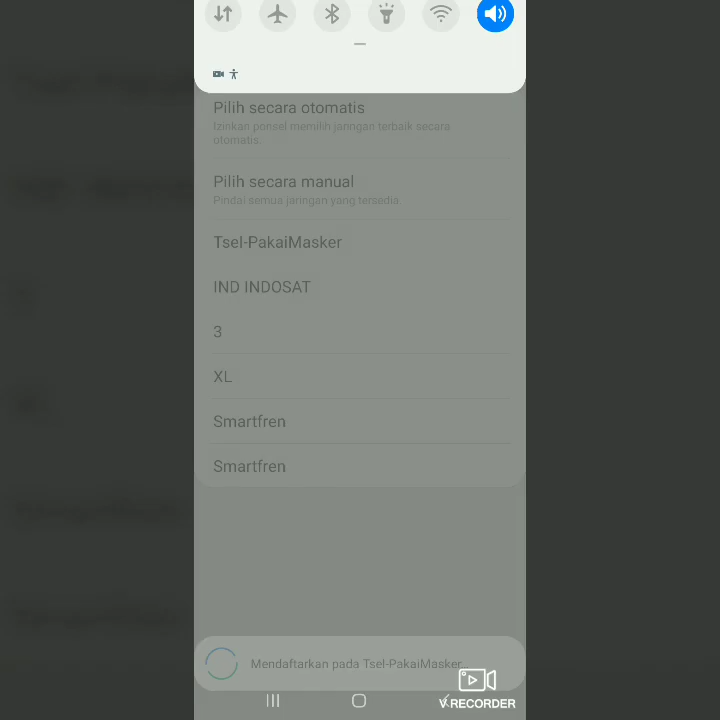 Pilih secara otomatis
Izinkan ponsel memilih jaringan terbaik secara
otomatis.
Pilih secara manual
Pindai semua jaringan yang tersedia.
Tsel-PakaiMasker
IND INDOSAT
3
XL
Smartfren
Smartfren
Mendaftarkan pada Tsel-PakaiMasker...
V RECORDER